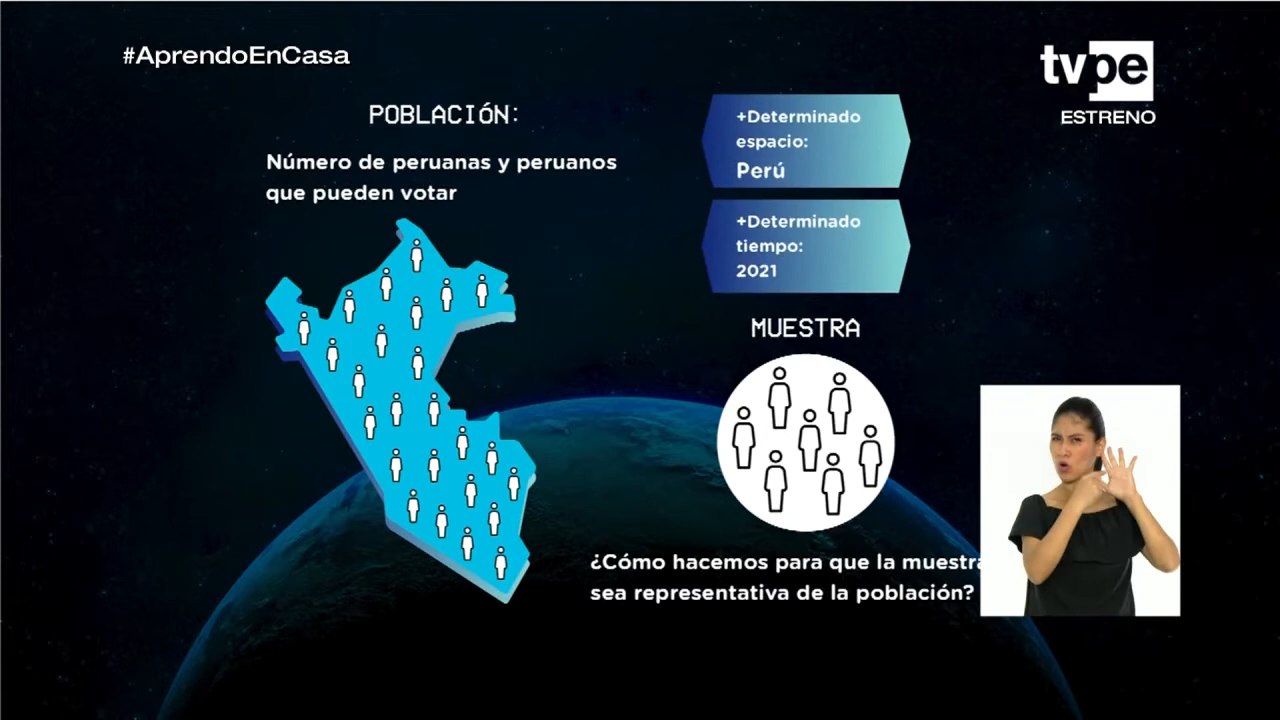 #AprendoEnCasa
tvpe
ESTRENO
POBLACIÓN:
Número de peruanas y peruanos
que pueden votar
+Determinado
espacio:
Perú
+Determinado
tiempo:
2021
MUESTRA
¿Cómo hacemos para que la muestra
sea representativa de la población?